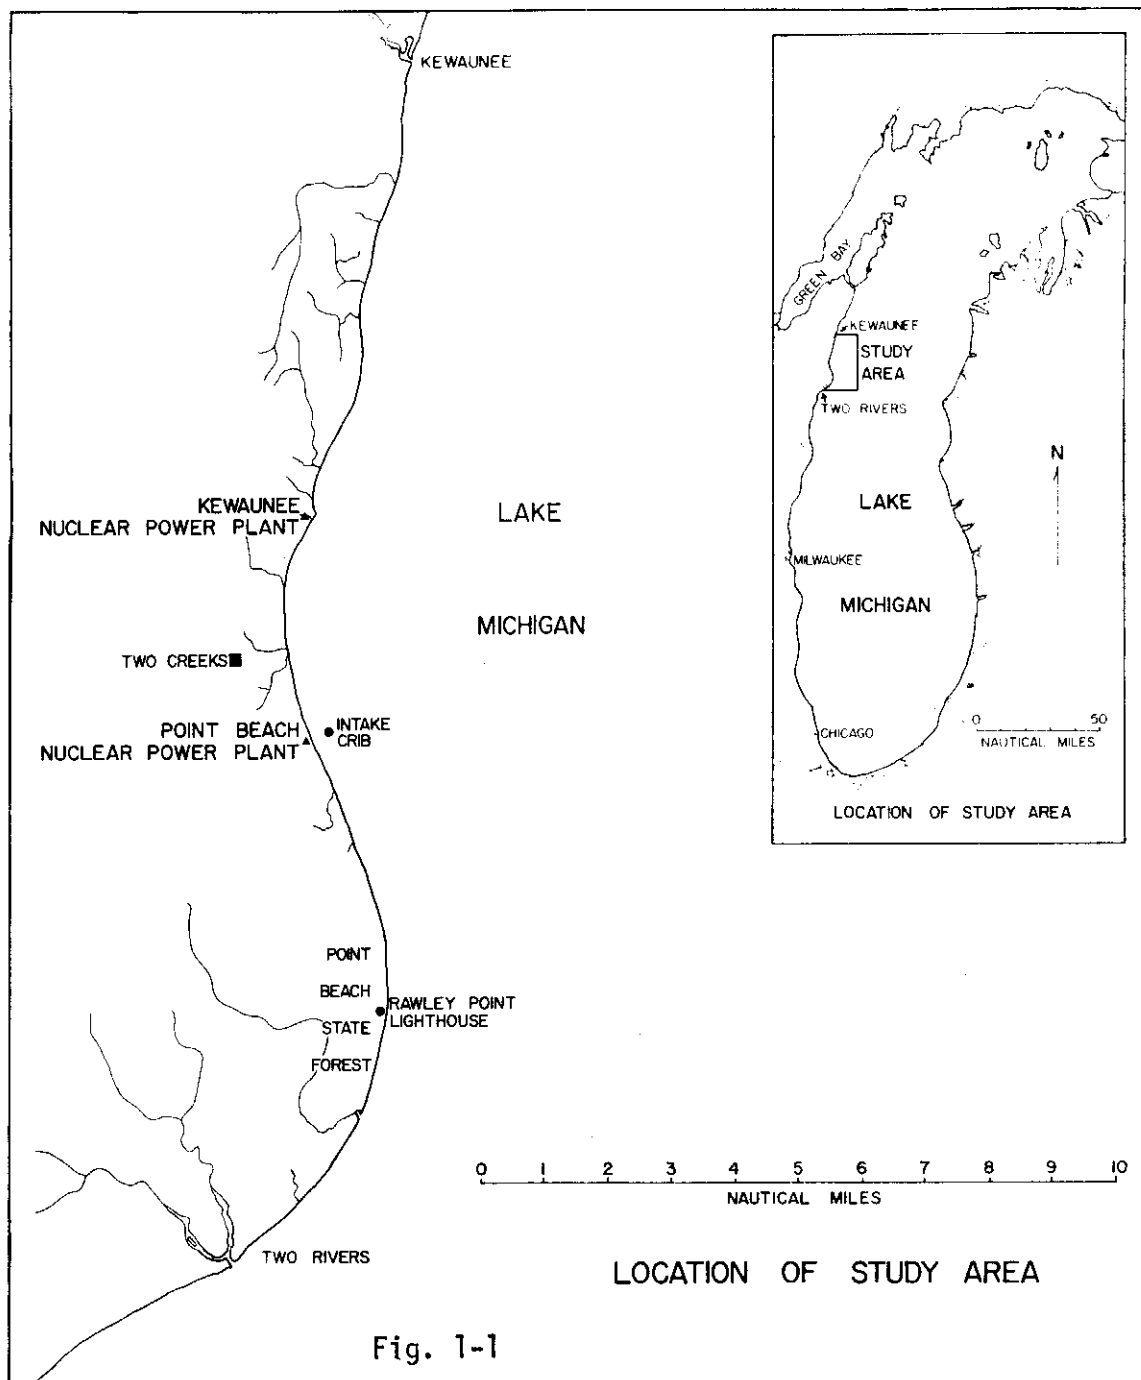 KEWAUNEE
KEWAUNEE
NUCLEAR POWER PLANT
LAKE
MICHIGAN
TWO CREEKS
POINT BEACH
NUCLEAR POWER PLANT
INTAKE
CRIB
POINT
BEACH
STATE
FOREST
RAWLEY POINT
LIGHTHOUSE
TWO RIVERS
0 1 2 3 4 5 6 7 8 9 10
NAUTICAL MILES
LOCATION OF STUDY AREA
Fig. 1-1
GREEN BAY
KEWAUNEE
STUDY
AREA
TWO RIVERS
N
LAKE
MILWAUKEE
MICHIGAN
0 50
NAUTICAL MILES
CHICAGO
LOCATION OF STUDY AREA